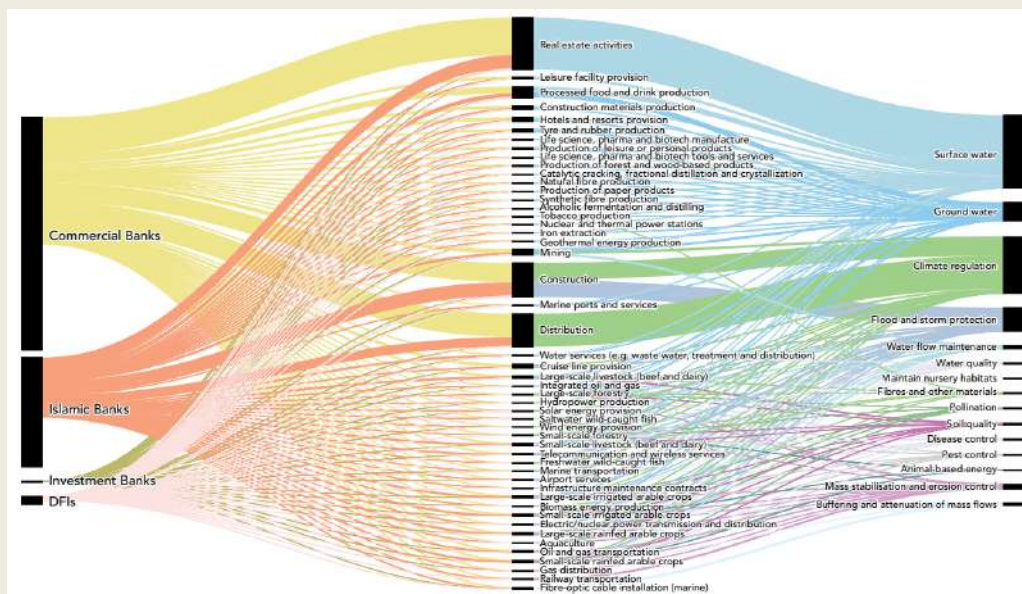 Commercial Banks
Islamic Banks
Investment Banks
DFIs
Real estate activities
Leisure facility provision
Processed food and drink production
Construction materials production
Hotels and resorts provision
Tyre and rubber production
Life science, pharma and biotech manufacture
Production of leisure or personal products
Life science, pharma and biotech tools and services
Production of forest and wood-based products
Catalytic cracking, fractional distillation and crystallization
Natural fibre production
Production of paper products
Synthetic fibre production
Alcoholic fermentation and distilling
Tobacco production
Nuclear and thermal power stations
Iron extraction
Geothermal energy production
Mining
Construction
Marine ports and services
Distribution
Water services (e.g. waste water, treatment and distribution)
Cruise line provision
Large-scale livestock (beef and dairy)
Integrated oil and gas
Large-scale forestry
Hydropower production
Solar energy provision
Saltwater wild-caught fish
Wind energy provision
Small-scale forestry
Small-scale livestock (beef and dairy)
Telecommunication and wireless services
Freshwater wild-caught fish
Marine transportation
Airport services
Infrastructure maintenance contracts
Large-scale irrigated arable crops
Biomass energy production
Small-scale irrigated arable crops
Electric/nuclear power transmission and distribution
Large-scale rainfed arable crops
Aquaculture
Oil and gas transportation
Small-scale rainfed arable crops
Gas distribution
Railway transportation
Fibre-optic cable installation (marine)
Surface water
Ground water
Climate regulation
Flood and storm protection
Water flow maintenance
Water quality
Maintain nursery habitats
Fibres and other materials
Pollination
Soil quality
Disease control
Pest control
Animal-based energy
Mass stabilisation and erosion control
Buffering and attenuation of mass flows